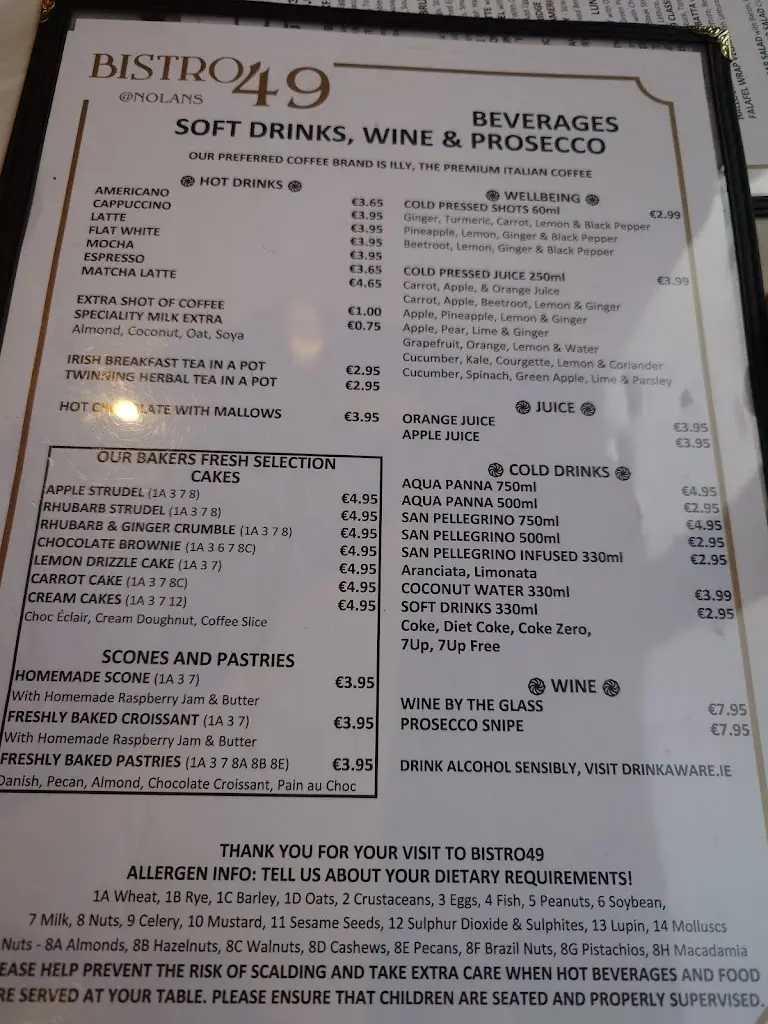 BISTRO49
@NOLANS
BEVERAGES
SOFT DRINKS, WINE & PROSECCO
OUR PREFERRED COFFEE BRAND IS ILLY, THE PREMIUM ITALIAN COFFEE
HOT DRINKS
AMERICANO €3.65
CAPPUCCINO €3.95
LATTE €3.95
FLAT WHITE €3.95
MOCHA €3.95
ESPRESSO €3.65
MATCHA LATTE €4.65
EXTRA SHOT OF COFFEE €1.00
SPECIALITY MILK EXTRA €0.75
Almond, Coconut, Oat, Soya
IRISH BREAKFAST TEA IN A POT €2.95
TWINNING HERBAL TEA IN A POT €2.95
HOT CHOCOLATE WITH MALLOWS €3.95
OUR BAKERS FRESH SELECTION
CAKES
APPLE STRUDEL (1A 3 7 8) €4.95
RHUBARB STRUDEL (1A 3 7 8) €4.95
RHUBARB & GINGER CRUMBLE (1A 3 7 8) €4.95
CHOCOLATE BROWNIE (1A 3 6 7 8C) €4.95
LEMON DRIZZLE CAKE (1A 3 7) €4.95
CARROT CAKE (1A 3 7 8C) €4.95
CREAM CAKES (1A 3 7 12) €4.95
Choc Éclair, Cream Doughnut, Coffee Slice
SCONES AND PASTRIES
HOMEMADE SCONE (1A 3 7) €3.95
With Homemade Raspberry Jam & Butter
FRESHLY BAKED CROISSANT (1A 3 7) €3.95
With Homemade Raspberry Jam & Butter
FRESHLY BAKED PASTRIES (1A 3 7 8A 8B 8E) €3.95
Danish, Pecan, Almond, Chocolate Croissant, Pain au Choc
WELLBEING
COLD PRESSED SHOTS 60ml €2.99
Ginger, Turmeric, Carrot, Lemon & Black Pepper
Pineapple, Lemon, Ginger & Black Pepper
Beetroot, Lemon, Ginger & Black Pepper
COLD PRESSED JUICE 250ml €3.99
Carrot, Apple, & Orange Juice
Carrot, Apple, Beetroot, Lemon & Ginger
Apple, Pineapple, Lemon & Ginger
Apple, Pear, Lime & Ginger
Grapefruit, Orange, Lemon & Water
Cucumber, Kale, Courgette, Lemon & Coriander
Cucumber, Spinach, Green Apple, Lime & Parsley
JUICE
ORANGE JUICE €3.95
APPLE JUICE €3.95
COLD DRINKS
AQUA PANNA 750ml €4.95
AQUA PANNA 500ml €2.95
SAN PELLEGRINO 750ml €4.95
SAN PELLEGRINO 500ml €2.95
SAN PELLEGRINO INFUSED 330ml €2.95
Aranciata, Limonata
COCONUT WATER 330ml €3.99
SOFT DRINKS 330ml €2.95
Coke, Diet Coke, Coke Zero,
7Up, 7Up Free
WINE
WINE BY THE GLASS €7.95
PROSECCO SNIPE €7.95
DRINK ALCOHOL SENSIBLY, VISIT DRINKAWARE.IE
THANK YOU FOR YOUR VISIT TO BISTRO49
ALLERGEN INFO: TELL US ABOUT YOUR DIETARY REQUIREMENTS!
1A Wheat, 1B Rye, 1C Barley, 1D Oats, 2 Crustaceans, 3 Eggs, 4 Fish, 5 Peanuts, 6 Soybean,
7 Milk, 8 Nuts, 9 Celery, 10 Mustard, 11 Sesame Seeds, 12 Sulphur Dioxide & Sulphites, 13 Lupin, 14 Molluscs
Nuts - 8A Almonds, 8B Hazelnuts, 8C Walnuts, 8D Cashews, 8E Pecans, 8F Brazil Nuts, 8G Pistachios, 8H Macadamia
EASE HELP PREVENT THE RISK OF SCALDING AND TAKE EXTRA CARE WHEN HOT BEVERAGES AND FOOD
RE SERVED AT YOUR TABLE. PLEASE ENSURE THAT CHILDREN ARE SEATED AND PROPERLY SUPERVISED.
FALAFEL WRAP